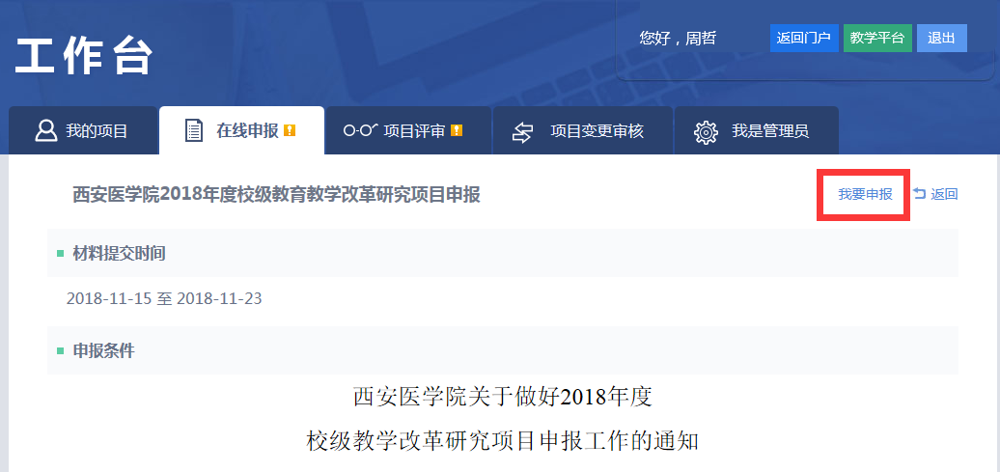 工作台
您好，周哲
返回门户
教学平台
退出
我的项目
在线申报
项目评审
项目变更审核
我是管理员
西安医学院2018年度校级教育教学改革研究项目申报
我要申报
返回
材料提交时间
2018-11-15 至 2018-11-23
申报条件
西安医学院关于做好2018年度
校级教学改革研究项目申报工作的通知